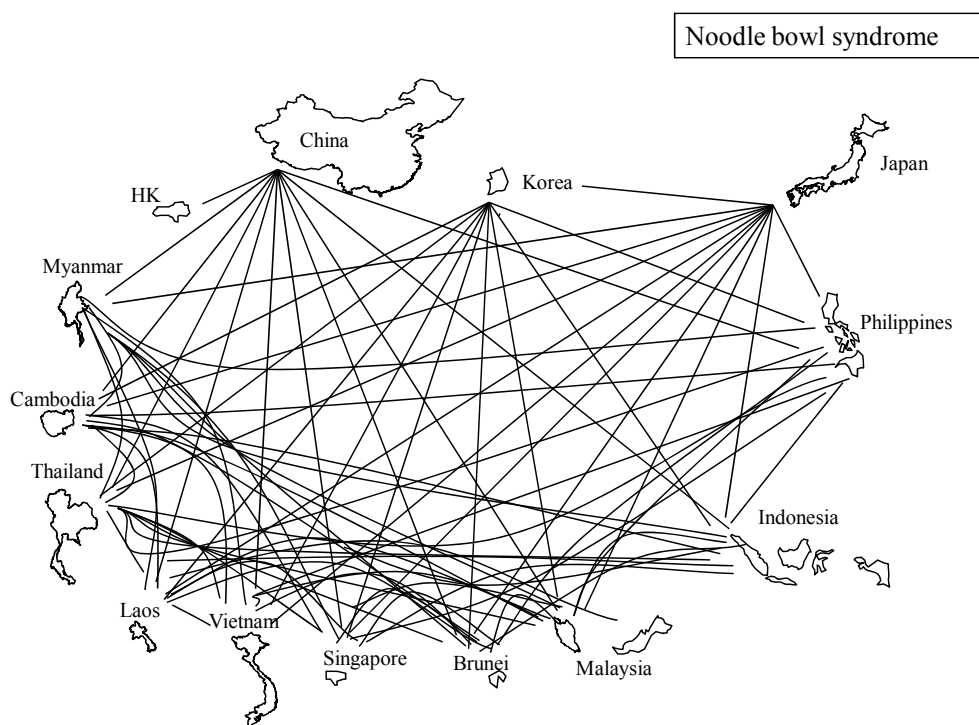 Noodle bowl syndrome
China
Korea
Japan
HK
Myanmar
Philippines
Cambodia
Thailand
Indonesia
Laos
Vietnam
Singapore
Brunei
Malaysia